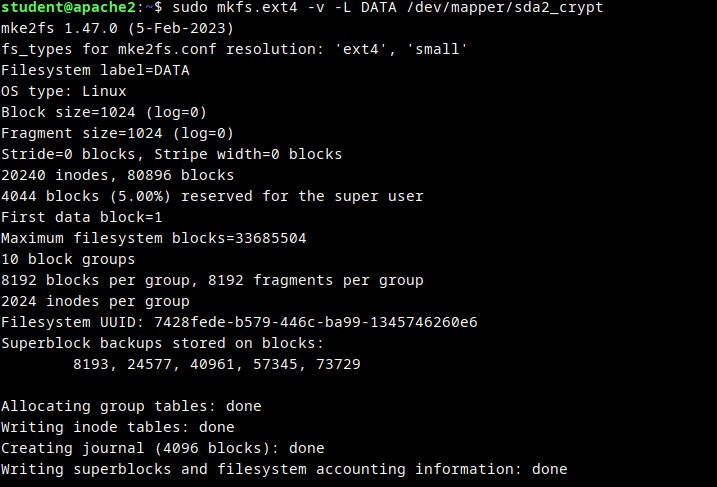 student@apache2:~$ sudo mkfs.ext4 -v -L DATA /dev/mapper/sda2_crypt
mke2fs 1.47.0 (5-Feb-2023)
fs_types for mke2fs.conf resolution: 'ext4', 'small'
Filesystem label=DATA
OS type: Linux
Block size=1024 (log=0)
Fragment size=1024 (log=0)
Stride=0 blocks, Stripe width=0 blocks
20240 inodes, 80896 blocks
4044 blocks (5.00%) reserved for the super user
First data block=1
Maximum filesystem blocks=33685504
10 block groups
8192 blocks per group, 8192 fragments per group
2024 inodes per group
Filesystem UUID: 7428fede-b579-446c-ba99-1345746260e6
Superblock backups stored on blocks:
        8193, 24577, 40961, 57345, 73729
Allocating group tables: done
Writing inode tables: done
Creating journal (4096 blocks): done
Writing superblocks and filesystem accounting information: done